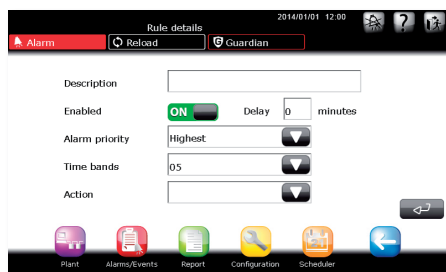 2014/01/01 12:00
Rule details
Alarm
Reload
Guardian
Description
Enabled ON Delay 0 minutes
Alarm priority Highest
Time bands 05
Action
Plant Alarms/Events Report Configuration Scheduler